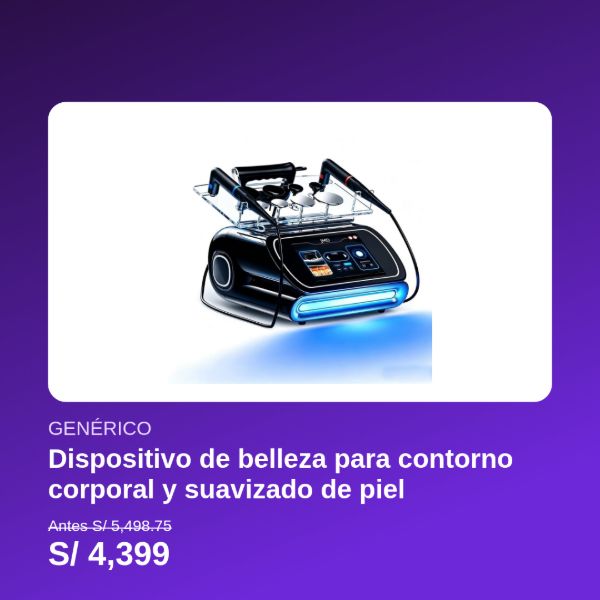 GENÉRICO
Dispositivo de belleza para contorno
corporal y suavizado de piel
Antes S/ 5,498.75
S/ 4,399